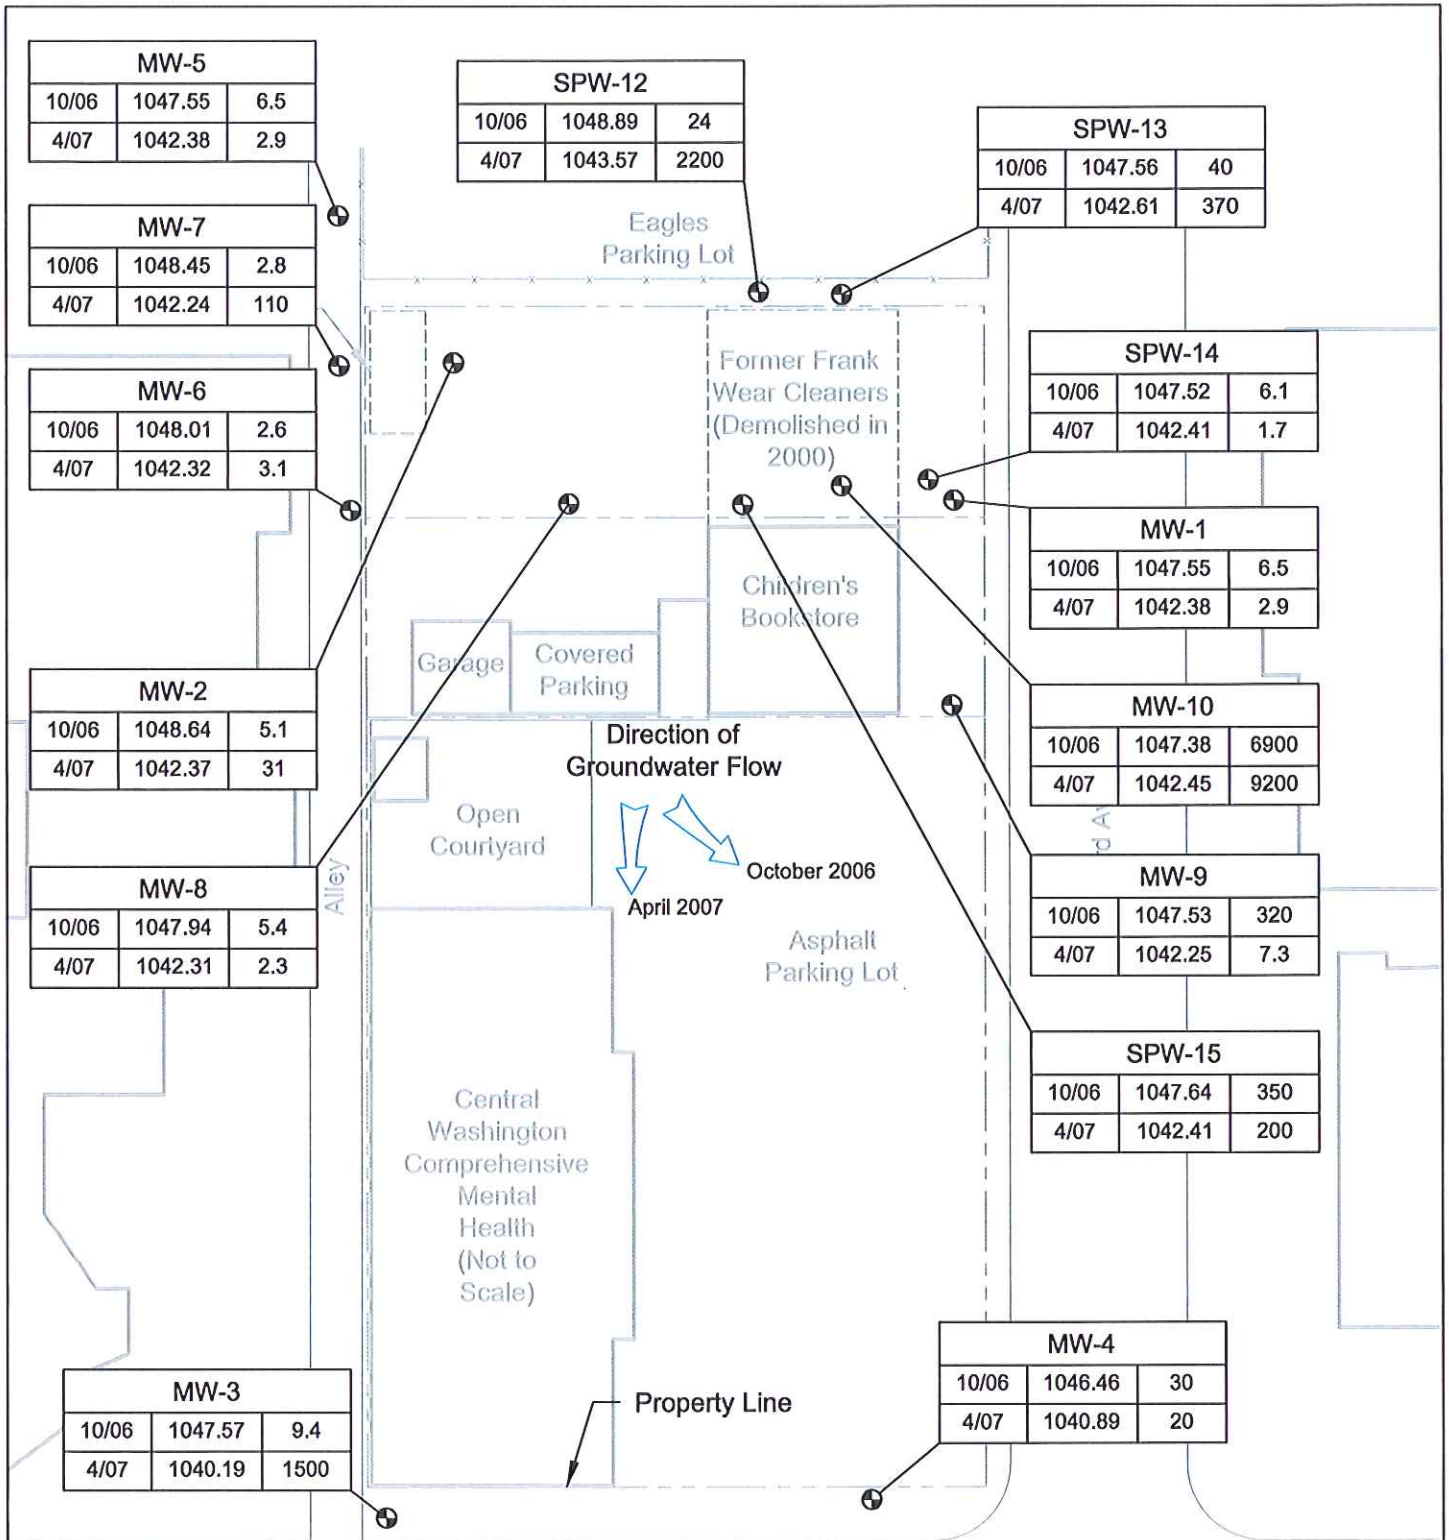 MW-5
10/06 1047.55 6.5
4/07 1042.38 2.9
SPW-12
10/06 1048.89 24
4/07 1043.57 2200
SPW-13
10/06 1047.56 40
4/07 1042.61 370
MW-7
10/06 1048.45 2.8
4/07 1042.24 110
Eagles
Parking Lot
MW-6
10/06 1048.01 2.6
4/07 1042.32 3.1
Former Frank
Wear Cleaners
(Demolished in
2000)
SPW-14
10/06 1047.52 6.1
4/07 1042.41 1.7
MW-1
10/06 1047.55 6.5
4/07 1042.38 2.9
Children's
Bookstore
Garage
Covered
Parking
MW-2
10/06 1048.64 5.1
4/07 1042.37 31
MW-10
10/06 1047.38 6900
4/07 1042.45 9200
Direction of
Groundwater Flow
Open
Courtyard
October 2006
April 2007
Alley
rd Av
MW-8
10/06 1047.94 5.4
4/07 1042.31 2.3
MW-9
10/06 1047.53 320
4/07 1042.25 7.3
Asphalt
Parking Lot
SPW-15
10/06 1047.64 350
4/07 1042.41 200
Central
Washington
Comprehensive
Mental
Health
(Not to
Scale)
MW-4
10/06 1046.46 30
4/07 1040.89 20
MW-3
10/06 1047.57 9.4
4/07 1040.19 1500
Property Line